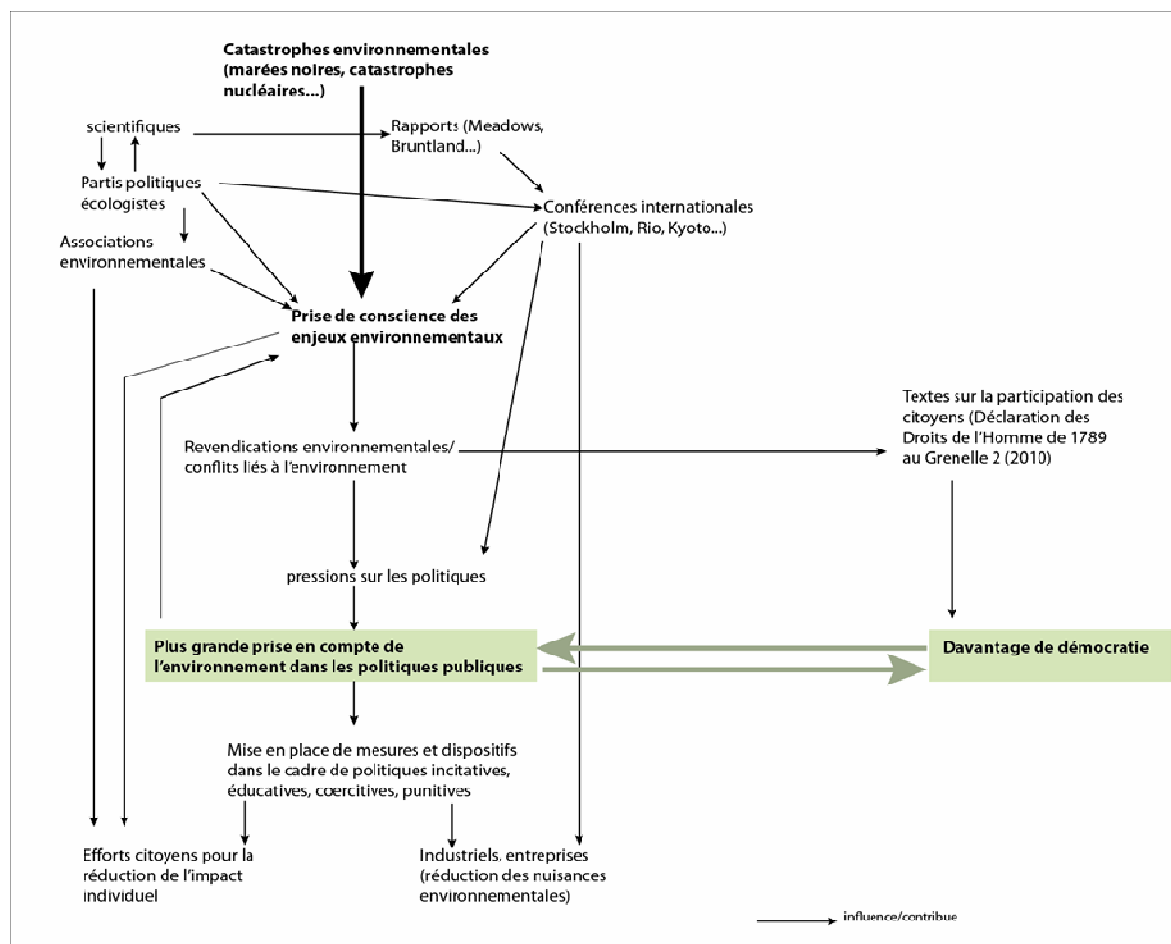 Catastrophes environnementales
(marées noires, catastrophes
nucléaires...)
scientifiques
Rapports (Meadows,
Bruntland...)
Partis politiques
écologistes
Conférences internationales
(Stockholm, Rio, Kyoto...)
Associations
environnementales
Prise de conscience des
enjeux environnementaux
Textes sur la participation des
citoyens (Déclaration des
Droits de l'Homme de 1789
au Grenelle 2 (2010)
Revendications environnementales/
conflits liés à l'environnement
pressions sur les politiques
Plus grande prise en compte de
l'environnement dans les politiques publiques
Davantage de démocratie
Mise en place de mesures et dispositifs
dans le cadre de politiques incitatives,
éducatives, coercitives, punitives
Efforts citoyens pour la
réduction de l'impact
individuel
Industriels, entreprises
(réduction des nuisances
environnementales)
influence/contribue